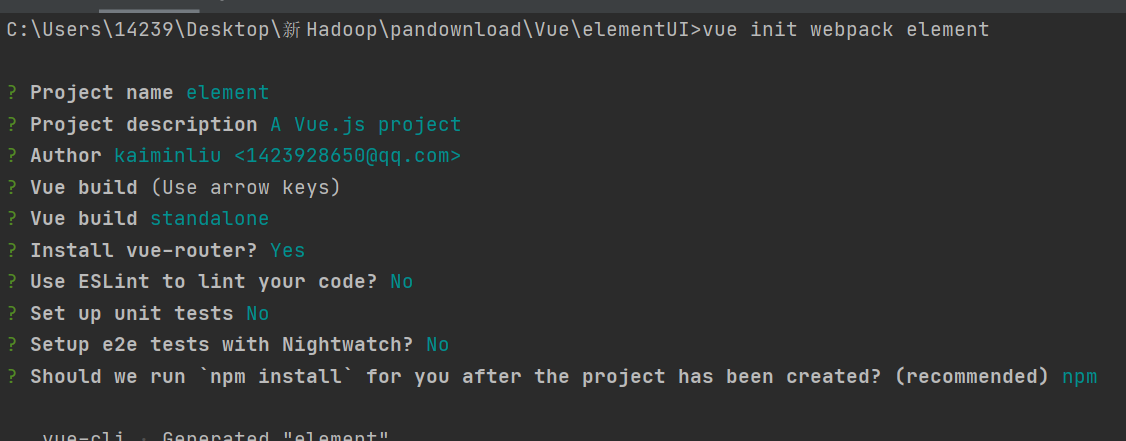 C:\Users\14239\Desktop\新Hadoop\pandownload\Vue\elementUI>vue init webpack element
? Project name element
? Project description A Vue.js project
? Author kaiminliu <1423928650@qq.com>
? Vue build (Use arrow keys)
? Vue build standalone
? Install vue-router? Yes
? Use ESLint to lint your code? No
? Set up unit tests No
? Setup e2e tests with Nightwatch? No
? Should we run `npm install` for you after the project has been created? (recommended) npm
vue-cli · Generated "element".